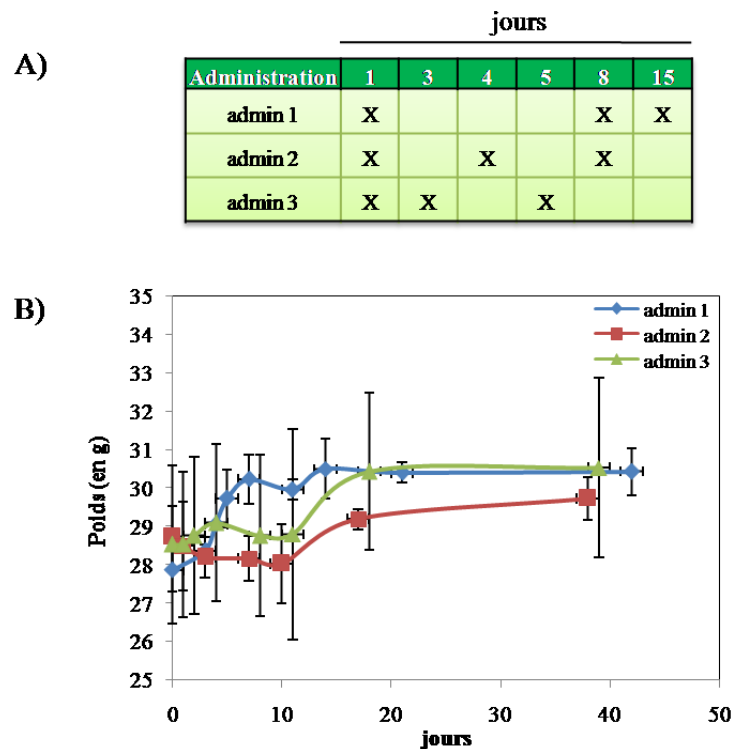 A)
jours
Administration 1 3 4 5 8 15
admin 1 X X X
admin 2 X X X
admin 3 X X X
B)
Poids (en g)
35
34
33
32
31
30
29
28
27
26
25
admin 1
admin 2
admin 3
0 10 20 30 40 50
jours